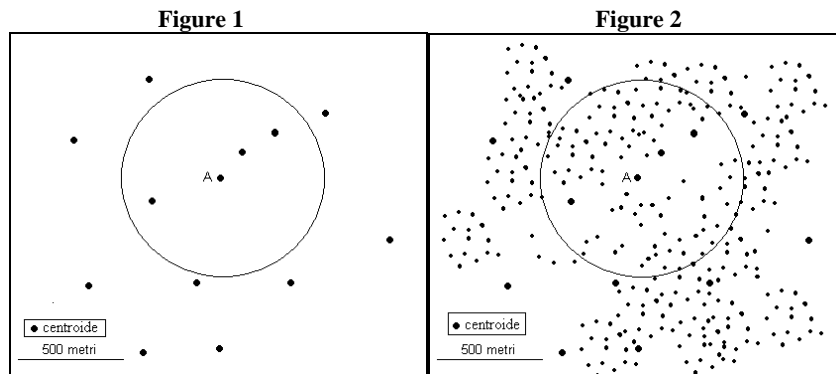 Figure 1
Figure 2
A
centroide
500 metri
A
centroide
500 metri